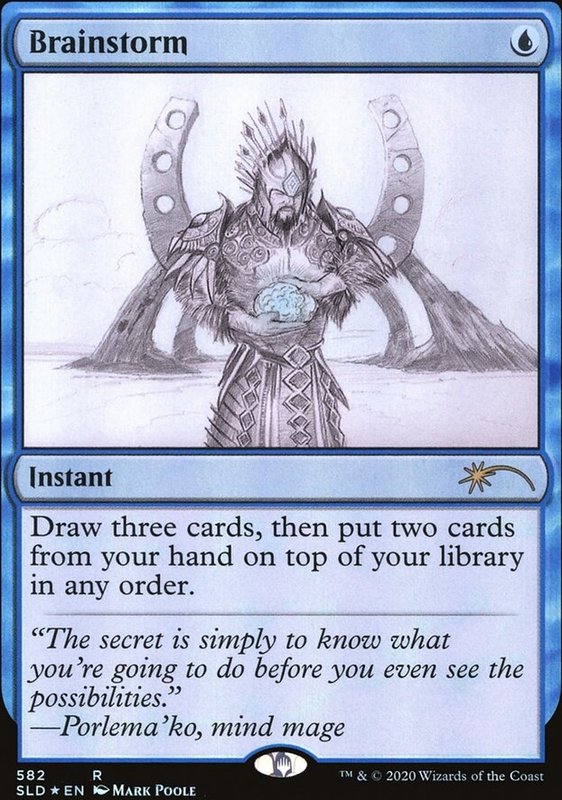 Brainstorm
Instant
Draw three cards, then put two cards
from your hand on top of your library
in any order.
“The secret is simply to know what
you’re going to do before you even see the
possibilities.”
—Porlema’ko, mind mage
582 R
SLD ★ EN Mark Poole
™ & © 2020 Wizards of the Coast